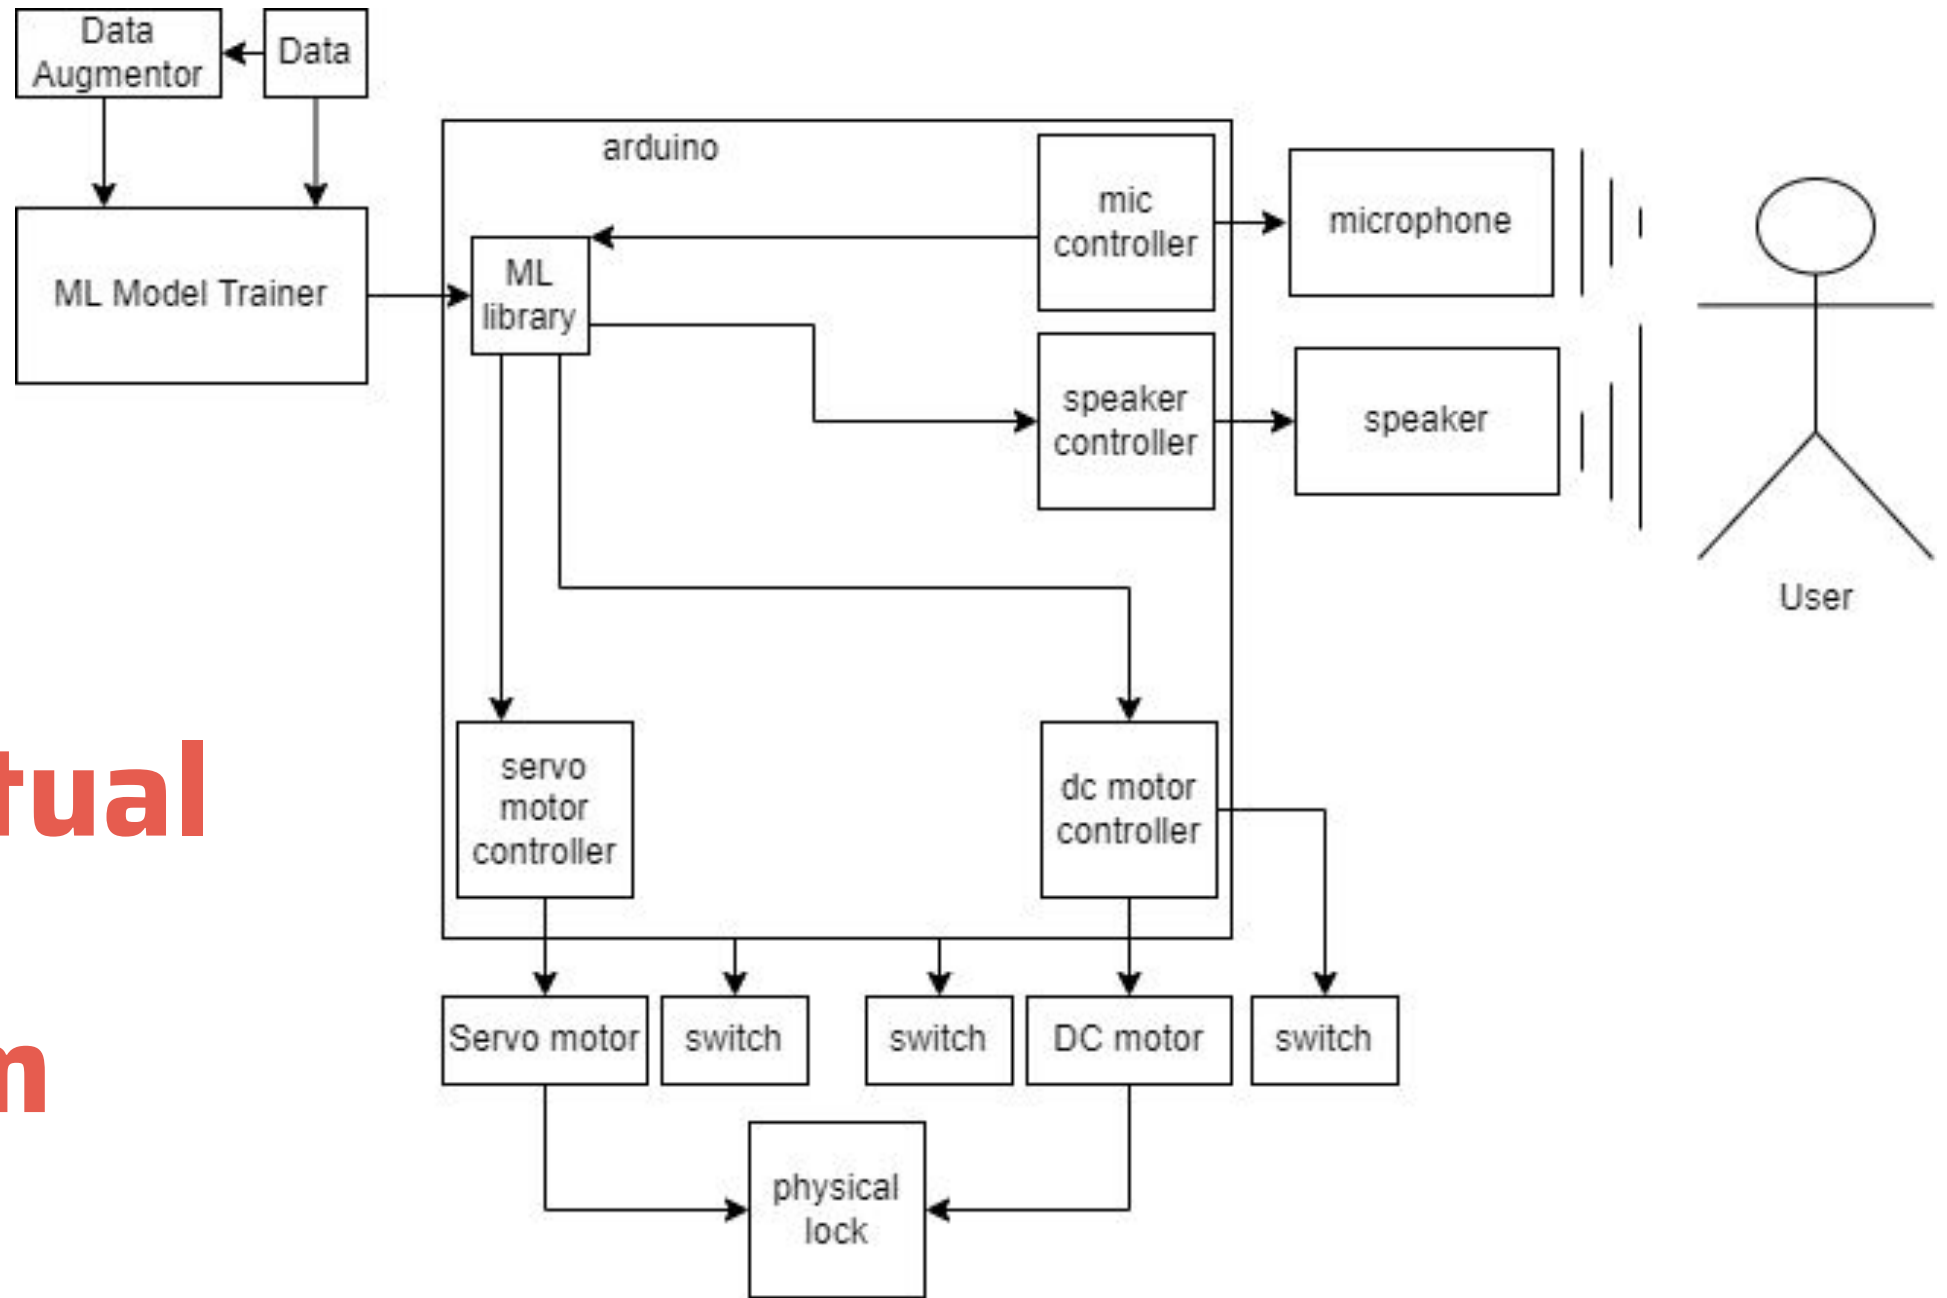 Data
Augmentor
Data
arduino
mic
controller
microphone
ML Model Trainer
ML
library
speaker
controller
speaker
User
servo
motor
controller
dc motor
controller
Servo motor
switch
switch
DC motor
switch
physical
lock
tual
m